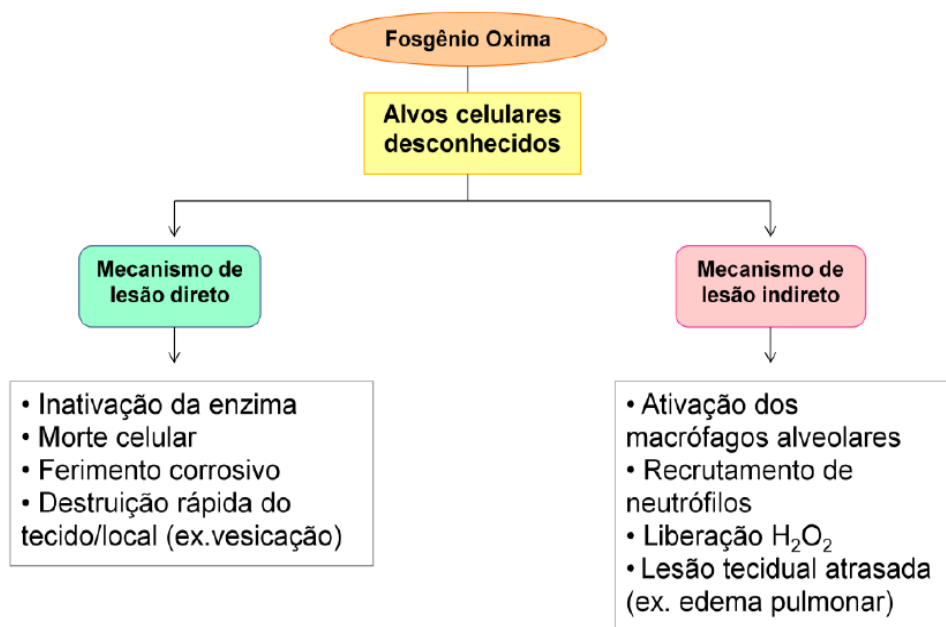 Fosgênio Oxima
Alvos celulares
desconhecidos
Mecanismo de
lesão direto
Mecanismo de
lesão indireto
• Inativação da enzima
• Morte celular
• Ferimento corrosivo
• Destruição rápida do
tecido/local (ex.vesicação)
• Ativação dos
macrófagos alveolares
• Recrutamento de
neutrófilos
• Liberação H₂O₂
• Lesão tecidual atrasada
(ex. edema pulmonar)